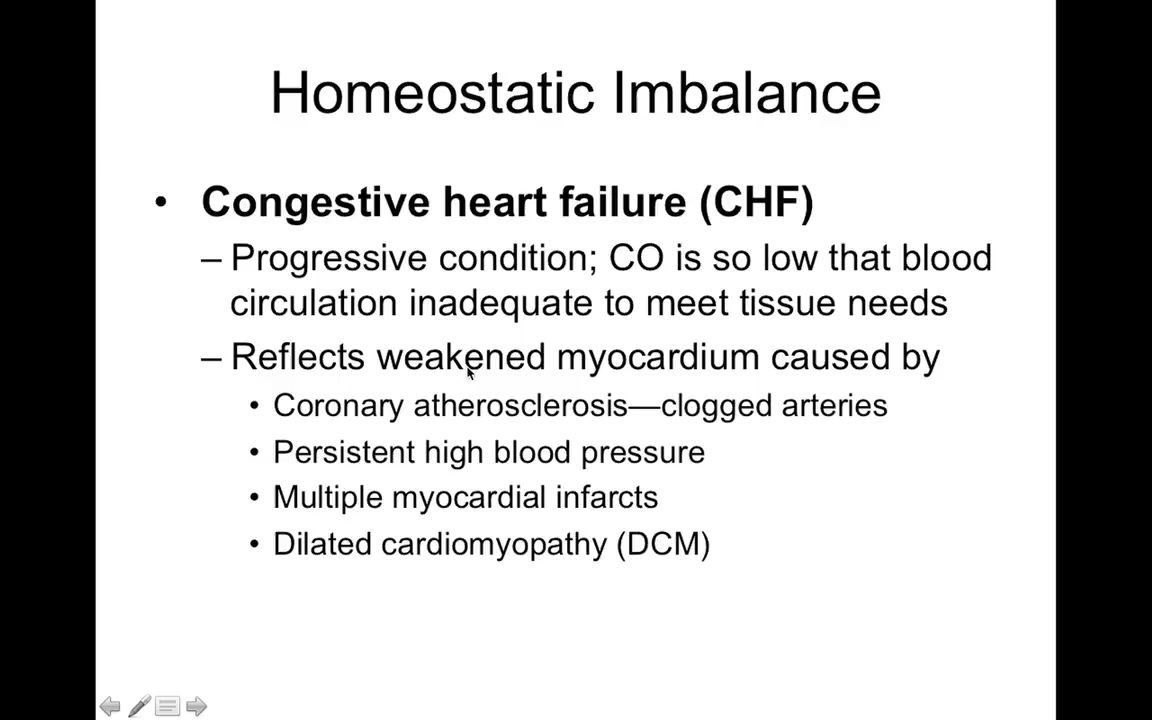 Homeostatic Imbalance
• Congestive heart failure (CHF)
– Progressive condition; CO is so low that blood
circulation inadequate to meet tissue needs
– Reflects weakened myocardium caused by
• Coronary atherosclerosis—clogged arteries
• Persistent high blood pressure
• Multiple myocardial infarcts
• Dilated cardiomyopathy (DCM)